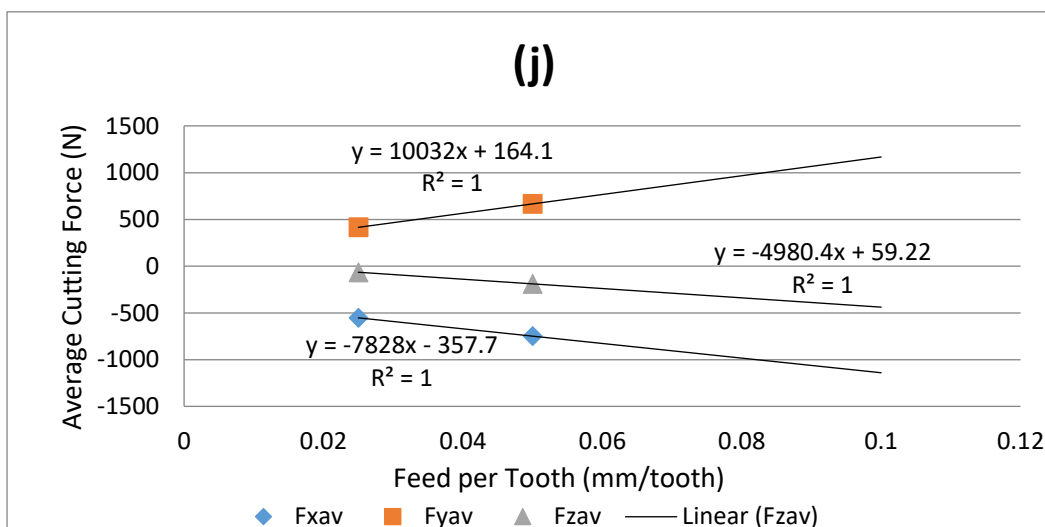 (j)
Average Cutting Force (N)
1500
1000
500
0
-500
-1000
-1500
y = 10032x + 164.1
R² = 1
y = -4980.4x + 59.22
R² = 1
y = -7828x - 357.7
R² = 1
0 0.02 0.04 0.06 0.08 0.1 0.12
Feed per Tooth (mm/tooth)
Fxav Fyav Fzav Linear (Fzav)